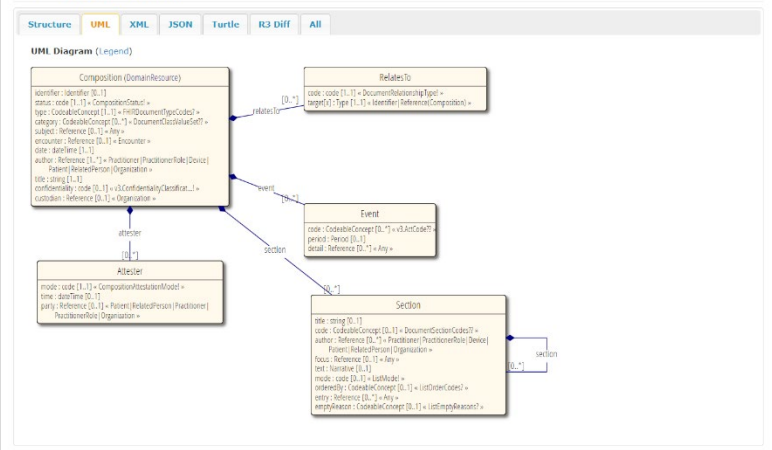 Structure UML XML JSON Turtle R3 Diff All
UML Diagram (Legend)
Composition (DomainResource)
identifier : Identifier [0..1]
status : code [1..1] « CompositionStatus! »
type : CodeableConcept [1..1] « FHIRDocumentTypeCodes? »
category : CodeableConcept [0..*] « DocumentClassValueSet?? »
subject : Reference [0..1] « Any »
encounter : Reference [0..1] « Encounter »
date : dateTime [1..1]
author : Reference [1..*] « Practitioner|PractitionerRole|Device|
Patient|RelatedPerson|Organization »
title : string [1..1]
confidentiality : code [0..1] « v3.ConfidentialityClassificat...! »
custodian : Reference [0..1] « Organization »
RelatesTo
code : code [1..1] « DocumentRelationshipType! »
target[x] : Type [1..1] « Identifier|Reference(Composition) »
relatesTo
[0..*]
event
[0..*]
Event
code : CodeableConcept [0..*] « v3.ActCode?? »
period : Period [0..1]
detail : Reference [0..*] « Any »
attester
[0..*]
Attester
mode : code [1..1] « CompositionAttestationMode! »
time : dateTime [0..1]
party : Reference [0..1] « Patient|RelatedPerson|Practitioner|
PractitionerRole|Organization »
section
[0..*]
Section
title : string [0..1]
code : CodeableConcept [0..1] « DocumentSectionCodes?? »
author : Reference [0..*] « Practitioner|PractitionerRole|Device|
Patient|RelatedPerson|Organization »
focus : Reference [0..1] « Any »
text : Narrative [0..1]
mode : code [0..1] « ListMode! »
orderedBy : CodeableConcept [0..1] « ListOrderCodes? »
entry : Reference [0..*] « Any »
emptyReason : CodeableConcept [0..1] « ListEmptyReasons? »
section
[0..*]